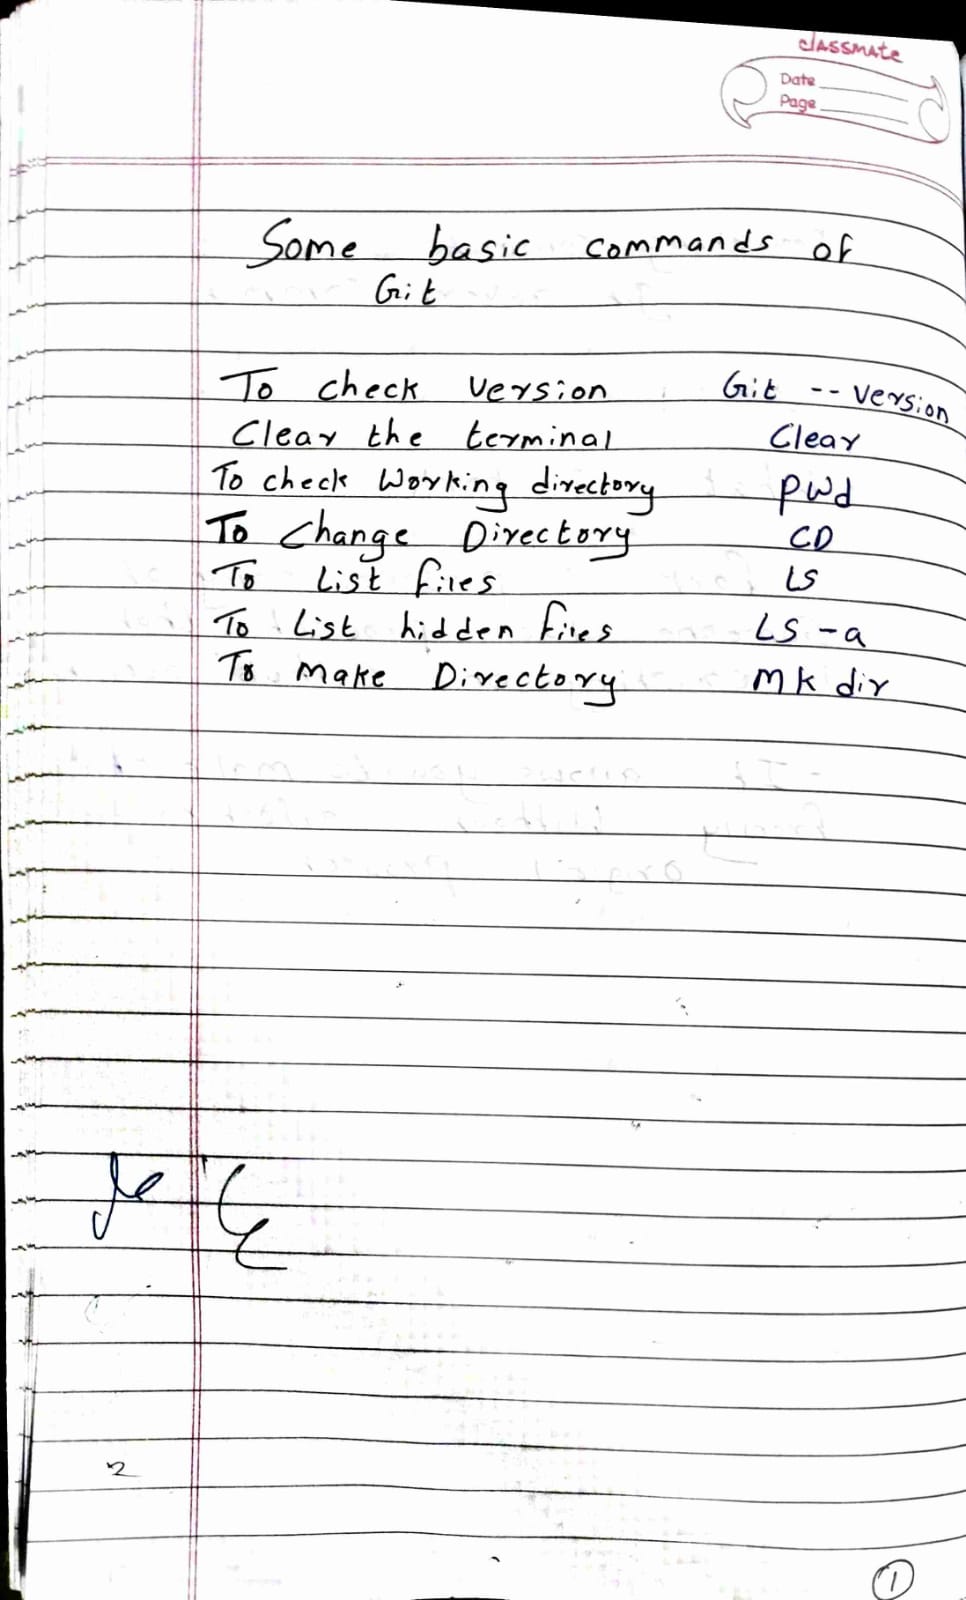 classmate
Date
Page
Some basic commands of
Git
To check version Git -- version
Clear the terminal Clear
To check Working directory pwd
To Change Directory CD
To List files LS
To List hidden files LS -a
To Make Directory Mk dir
2
1